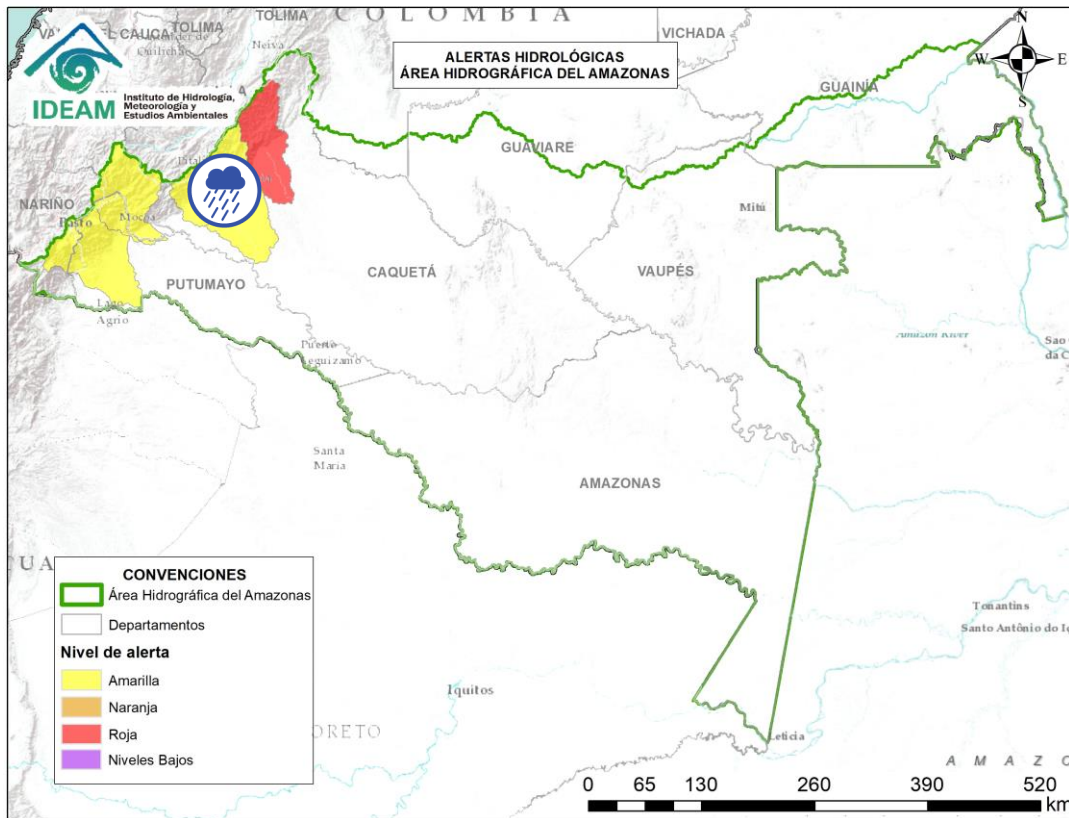 COLOMBIA
TOLIMA
TOLIMA
L CAUCA
Neiva
VICHADA
ALERTAS HIDROLÓGICAS
ÁREA HIDROGRÁFICA DEL AMAZONAS
N
W
E
S
IDEAM
Instituto de Hidrología,
Meteorología y
Estudios Ambientales
GUAINÍA
GUAVIARE
NARIÑO
Mitú
CAQUETÁ
VAUPÉS
PUTUMAYO
Lago
Agrio
Amazon River
Puerto
Santa
Maria
AMAZONAS
CONVENCIONES
Área Hidrográfica del Amazonas
Departamentos
Nivel de alerta
Amarilla
Naranja
Roja
Niveles Bajos
Tonantins
Santo Antônio do
Iquitos
ORETO
Leticia
AMAZO
0 65 130 260 390 520
km